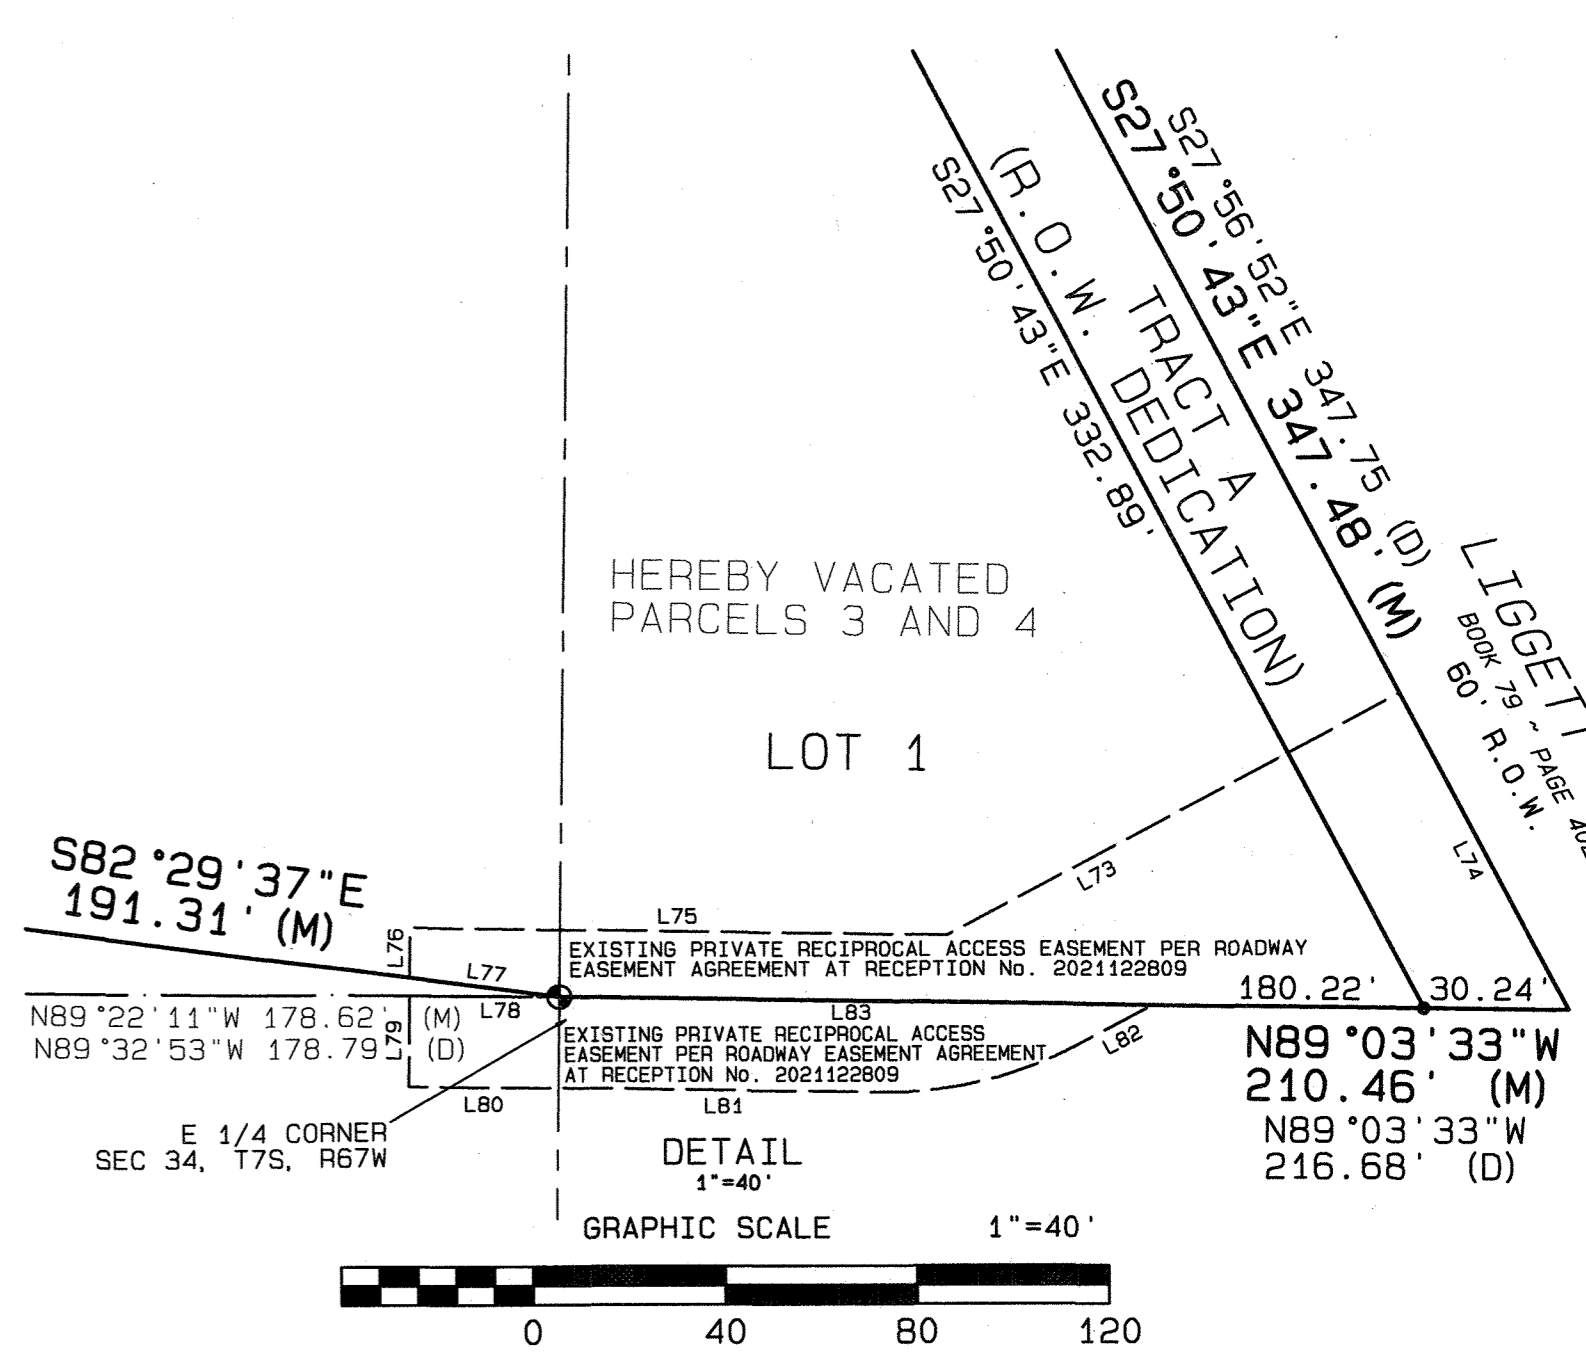 S27°56'52"E 347.75 (D)
S27°50'43"E 347.48' (M)
TRACT A
(R.O.W. DEDICATION)
S27°50'43"E 332.89'
LIGGETT
BOOK 79 ~ PAGE 402
60' R.O.W.
HEREBY VACATED
PARCELS 3 AND 4
LOT 1
L73
L74
S82°29'37"E
191.31' (M)
L75
L76
L77
EXISTING PRIVATE RECIPROCAL ACCESS EASEMENT PER ROADWAY
EASEMENT AGREEMENT AT RECEPTION No. 2021122809
180.22' 30.24'
L78
L83
N89°22'11"W 178.62' (M)
N89°32'53"W 178.79' (D)
L79
EXISTING PRIVATE RECIPROCAL ACCESS
EASEMENT PER ROADWAY EASEMENT AGREEMENT
AT RECEPTION No. 2021122809
L82
N89°03'33"W
210.46' (M)
N89°03'33"W
216.68' (D)
L80
L81
E 1/4 CORNER
SEC 34, T7S, R67W
DETAIL
1"=40'
GRAPHIC SCALE 1"=40'
0 40 80 120